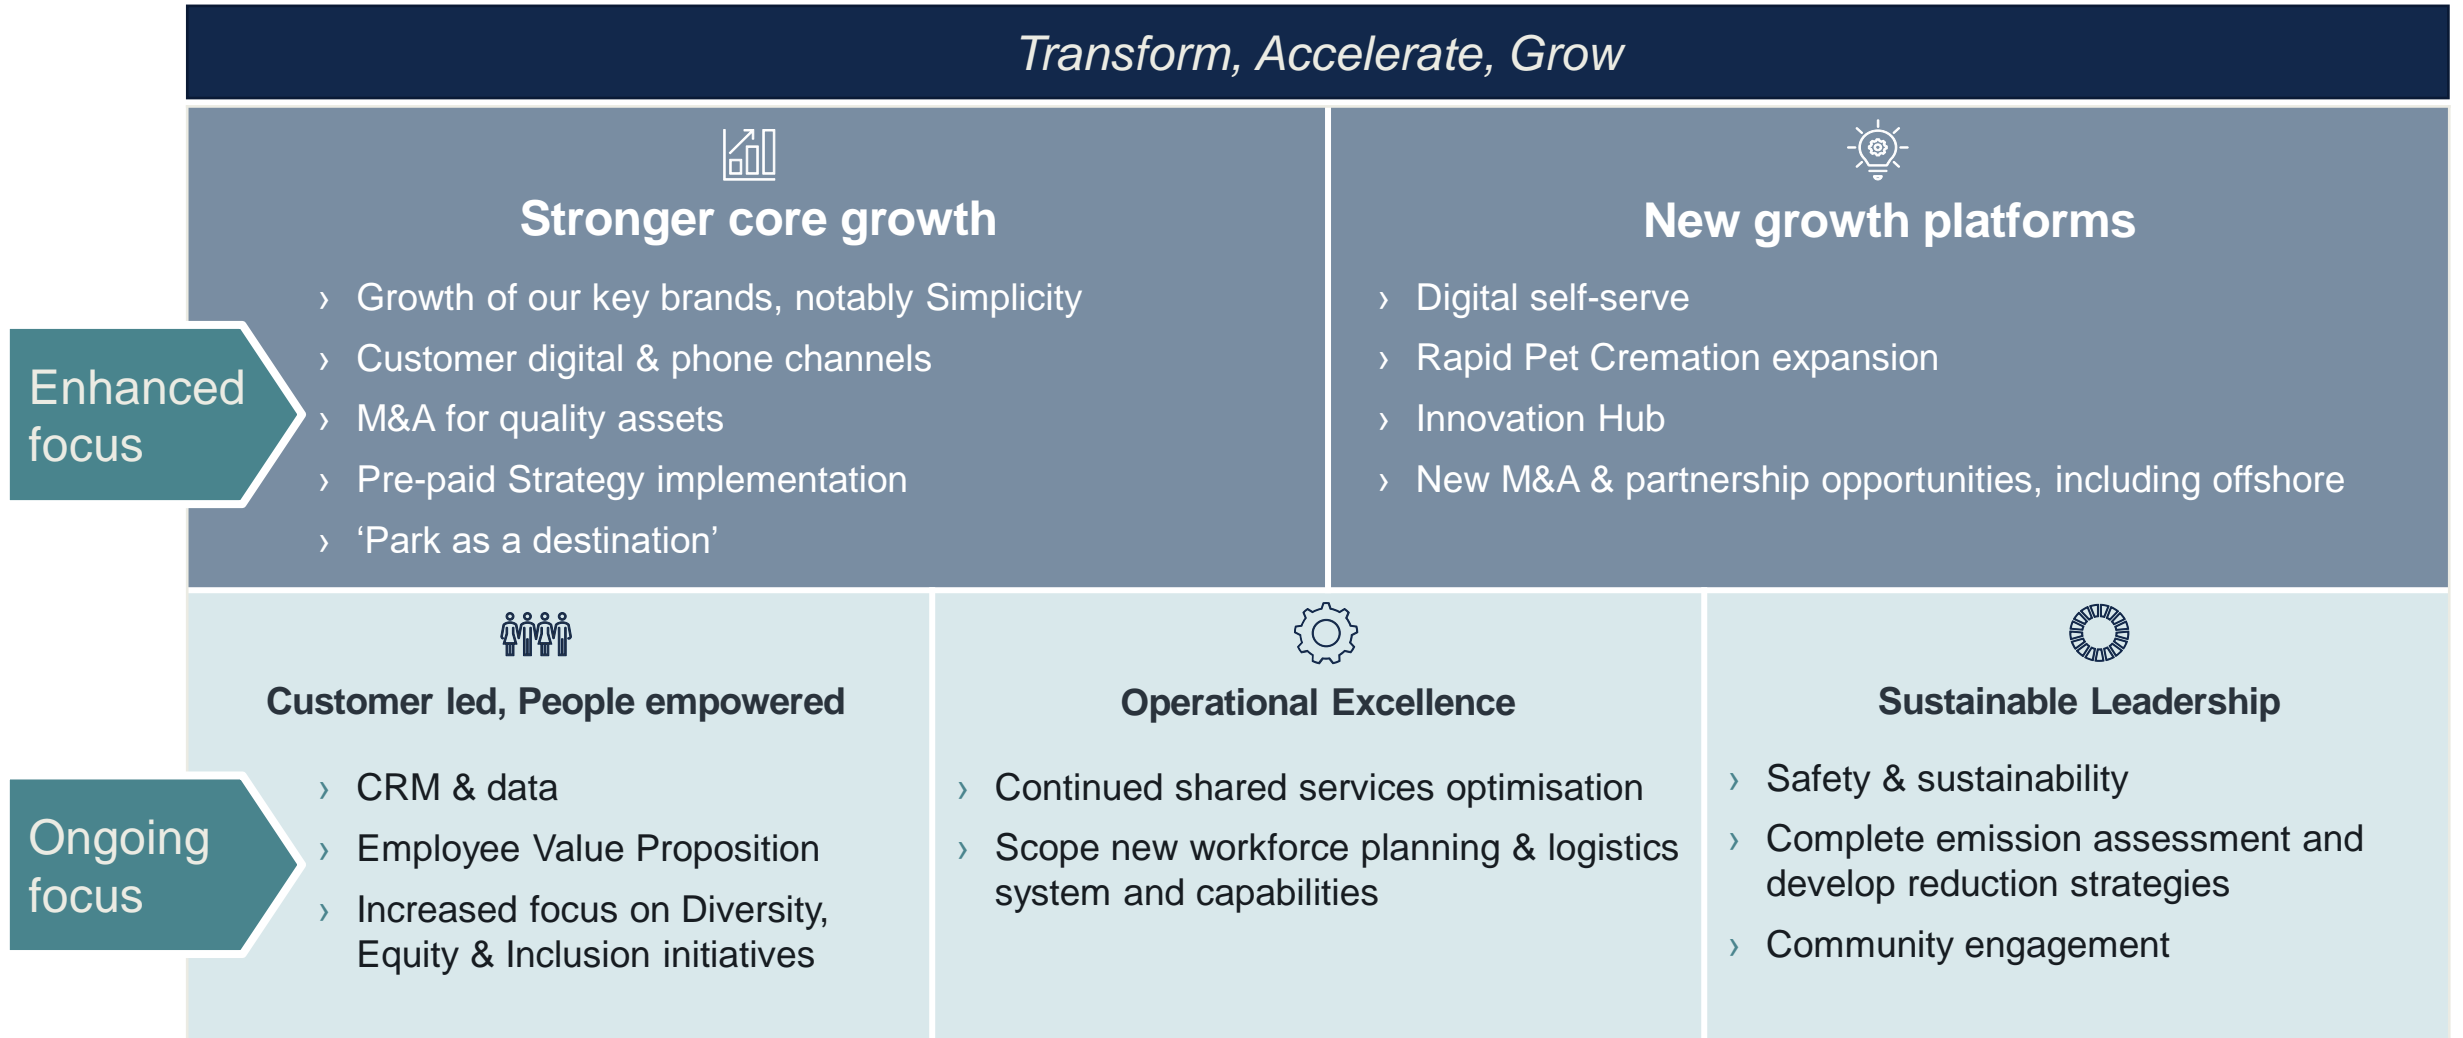 Transform, Accelerate, Grow
Enhanced
focus
Stronger core growth
› Growth of our key brands, notably Simplicity
› Customer digital & phone channels
› M&A for quality assets
› Pre-paid Strategy implementation
› ‘Park as a destination’
New growth platforms
› Digital self-serve
› Rapid Pet Cremation expansion
› Innovation Hub
› New M&A & partnership opportunities, including offshore
Ongoing
focus
Customer led, People empowered
› CRM & data
› Employee Value Proposition
› Increased focus on Diversity,
Equity & Inclusion initiatives
Operational Excellence
› Continued shared services optimisation
› Scope new workforce planning & logistics
system and capabilities
Sustainable Leadership
› Safety & sustainability
› Complete emission assessment and
develop reduction strategies
› Community engagement